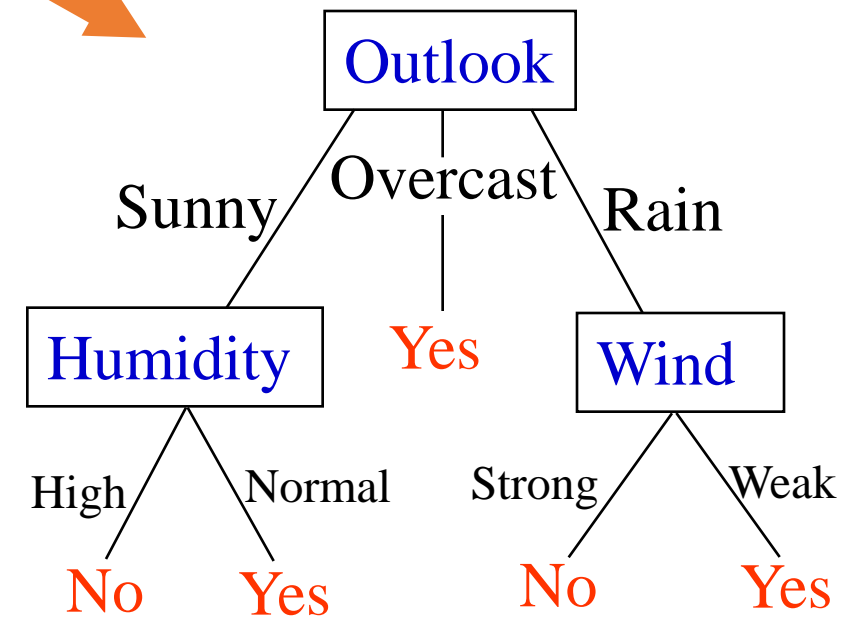 Outlook
Sunny
Overcast
Rain
Humidity
Yes
Wind
High
Normal
Strong
Weak
No
Yes
No
Yes